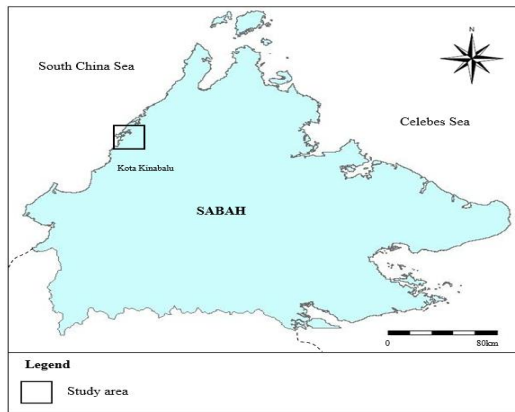 N
South China Sea
Celebes Sea
Kota Kinabalu
SABAH
0 80km
Legend
Study area